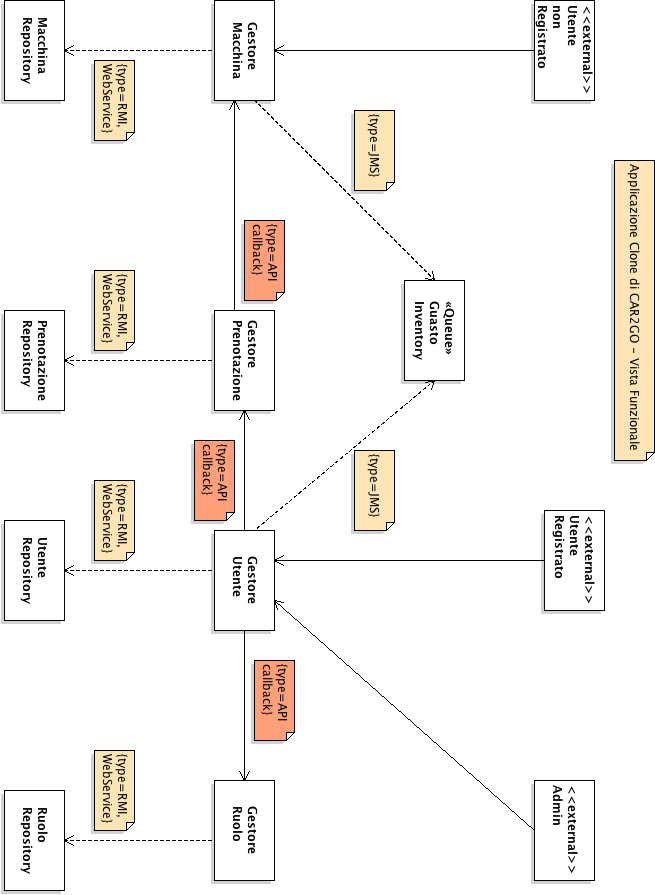 Applicazione Clone di CAR2GO - Vista Funzionale
<<external>>
Utente
non
Registrato
<<external>>
Utente
Registrato
<<external>>
Admin
«Queue»
Guasto
Inventory
{type=JMS}
{type=JMS}
{type=API
callback}
{type=API
callback}
{type=API
callback}
Gestore
Macchina
Gestore
Prenotazione
Gestore
Utente
Gestore
Ruolo
{type=RMI,
WebService}
{type=RMI,
WebService}
{type=RMI,
WebService}
{type=RMI,
WebService}
Macchina
Repository
Prenotazione
Repository
Utente
Repository
Ruolo
Repository